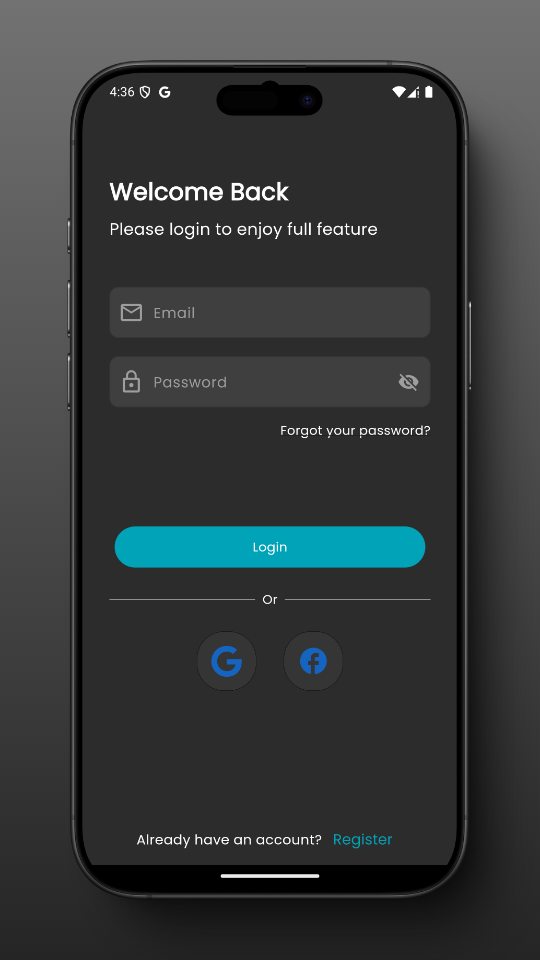 4:36
Welcome Back
Please login to enjoy full feature
Email
Password
Forgot your password?
Login
Or
Already have an account? Register